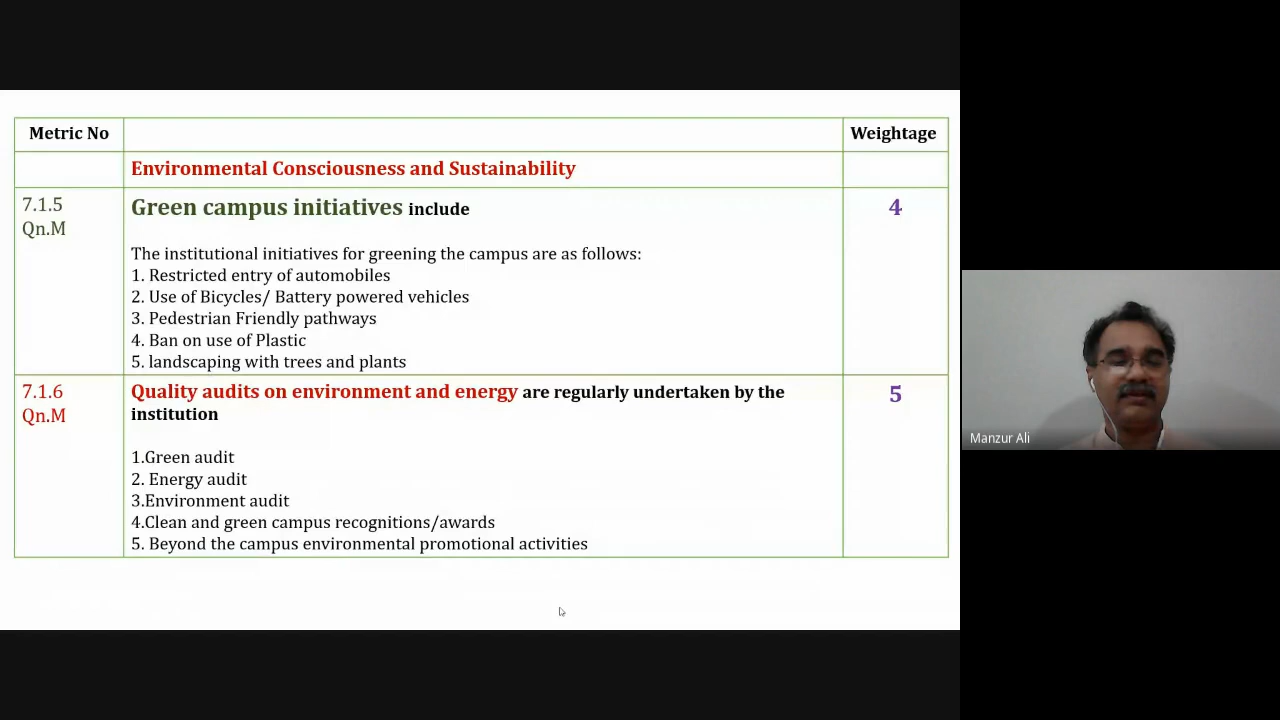 Metric No
Weightage
Environmental Consciousness and Sustainability
7.1.5
Qn.M
Green campus initiatives include
4
The institutional initiatives for greening the campus are as follows:
1. Restricted entry of automobiles
2. Use of Bicycles/ Battery powered vehicles
3. Pedestrian Friendly pathways
4. Ban on use of Plastic
5. landscaping with trees and plants
7.1.6
Qn.M
Quality audits on environment and energy are regularly undertaken by the
institution
5
1.Green audit
2. Energy audit
3.Environment audit
4.Clean and green campus recognitions/awards
5. Beyond the campus environmental promotional activities
Manzur Ali